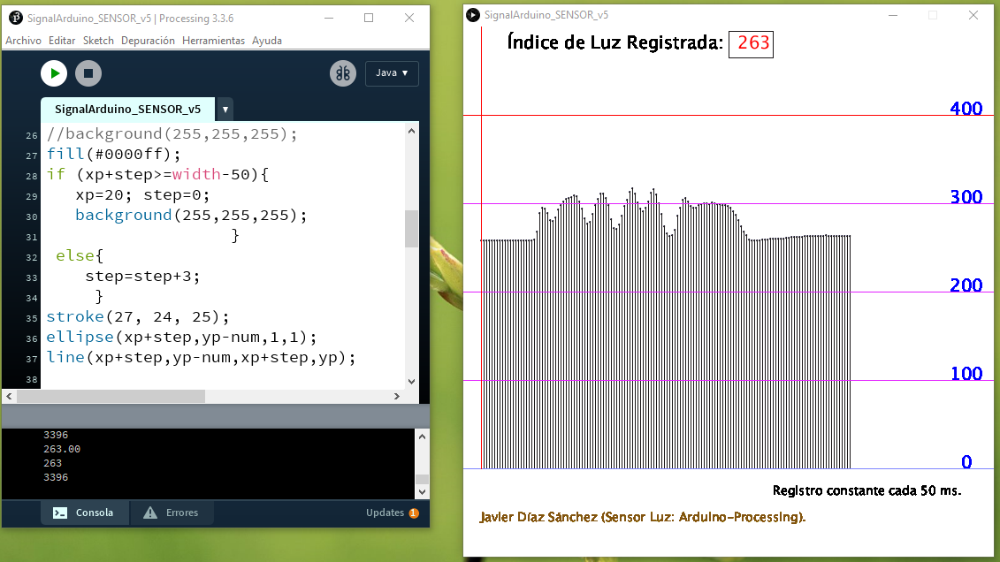 SignalArduino_SENSOR_v5 | Processing 3.3.6
Archivo Editar Sketch Depuración Herramientas Ayuda
Java ▾
SignalArduino_SENSOR_v5
26 //background(255,255,255);
27 fill(#0000ff);
28 if (xp+step>=width-50){
29 xp=20; step=0;
30 background(255,255,255);
31 }
32 else{
33 step=step+3;
34 }
35 stroke(27, 24, 25);
36 ellipse(xp+step,yp-num,1,1);
37 line(xp+step,yp-num,xp+step,yp);
38
3396
263.00
263
3396
Consola Errores Updates 1
SignalArduino_SENSOR_v5
Índice de Luz Registrada: 263
400
300
200
100
0
Registro constante cada 50 ms.
Javier Díaz Sánchez (Sensor Luz: Arduino-Processing).